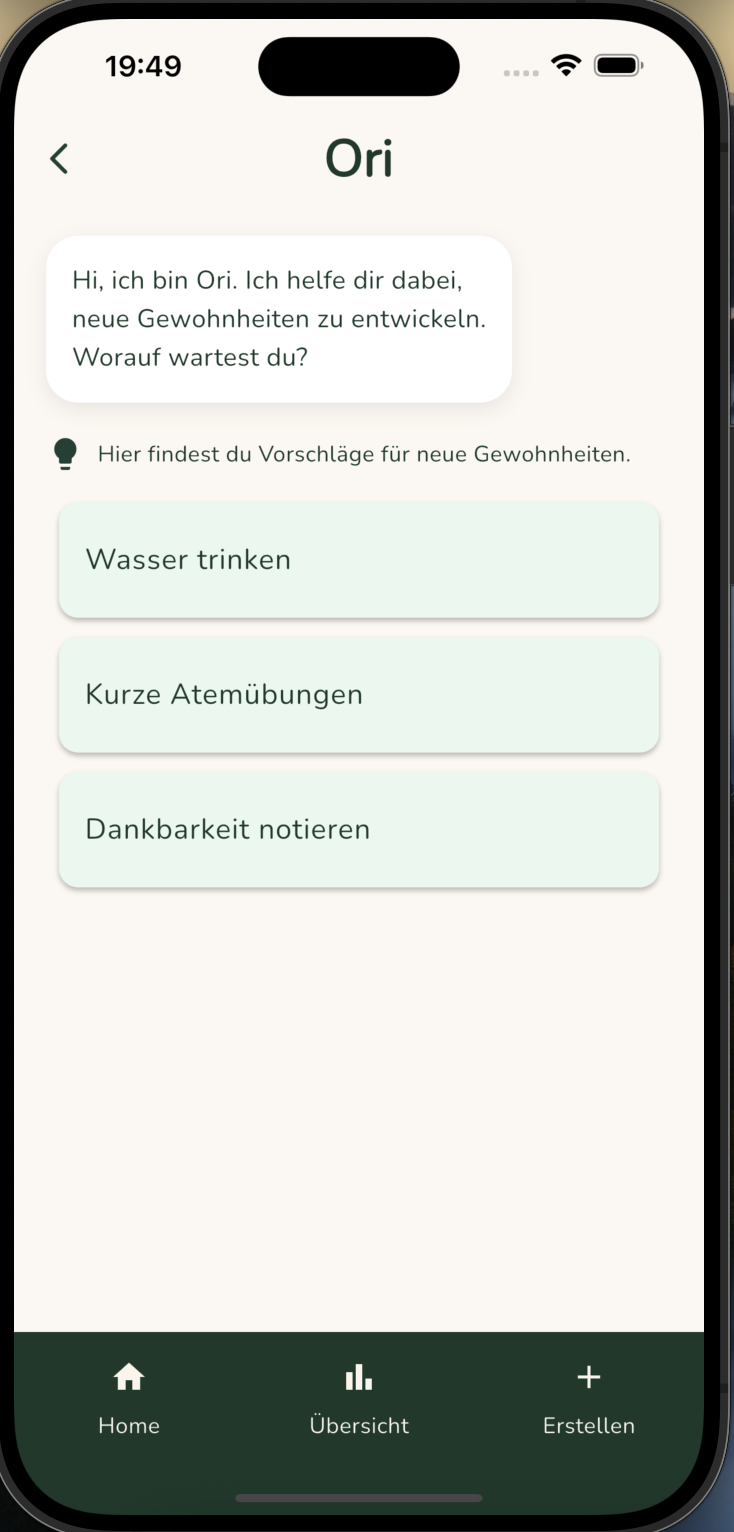 19:49
Ori
Hi, ich bin Ori. Ich helfe dir dabei,
neue Gewohnheiten zu entwickeln.
Worauf wartest du?
Hier findest du Vorschläge für neue Gewohnheiten.
Wasser trinken
Kurze Atemübungen
Dankbarkeit notieren
Home
Übersicht
Erstellen